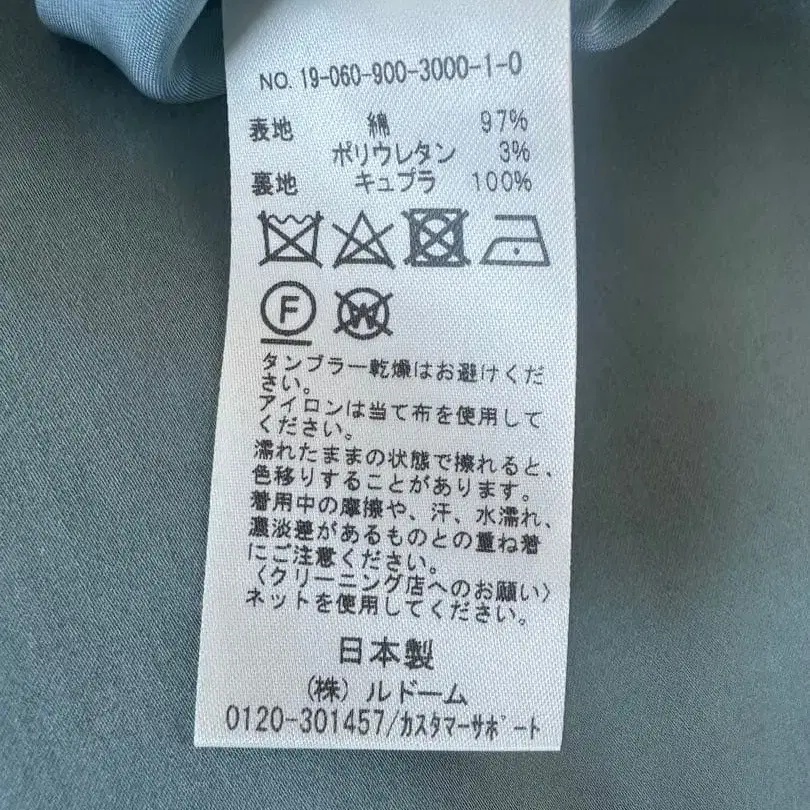 NO. 19-060-900-3000-1-0
表地 綿 97%
ポリウレタン 3%
裏地 キュプラ 100%
F W
タンブラー乾燥はお避けくだ
さい。
アイロンは当て布を使用して
ください。
濡れたままの状態で擦れると、
色移りすることがあります。
着用中の摩擦や、汗、水濡れ、
濃淡差があるものとの重ね着
にご注意ください。
〈クリーニング店へのお願い〉
ネットを使用してください。
日本製
(株) ルドーム
0120-301457/カスタマーサポート